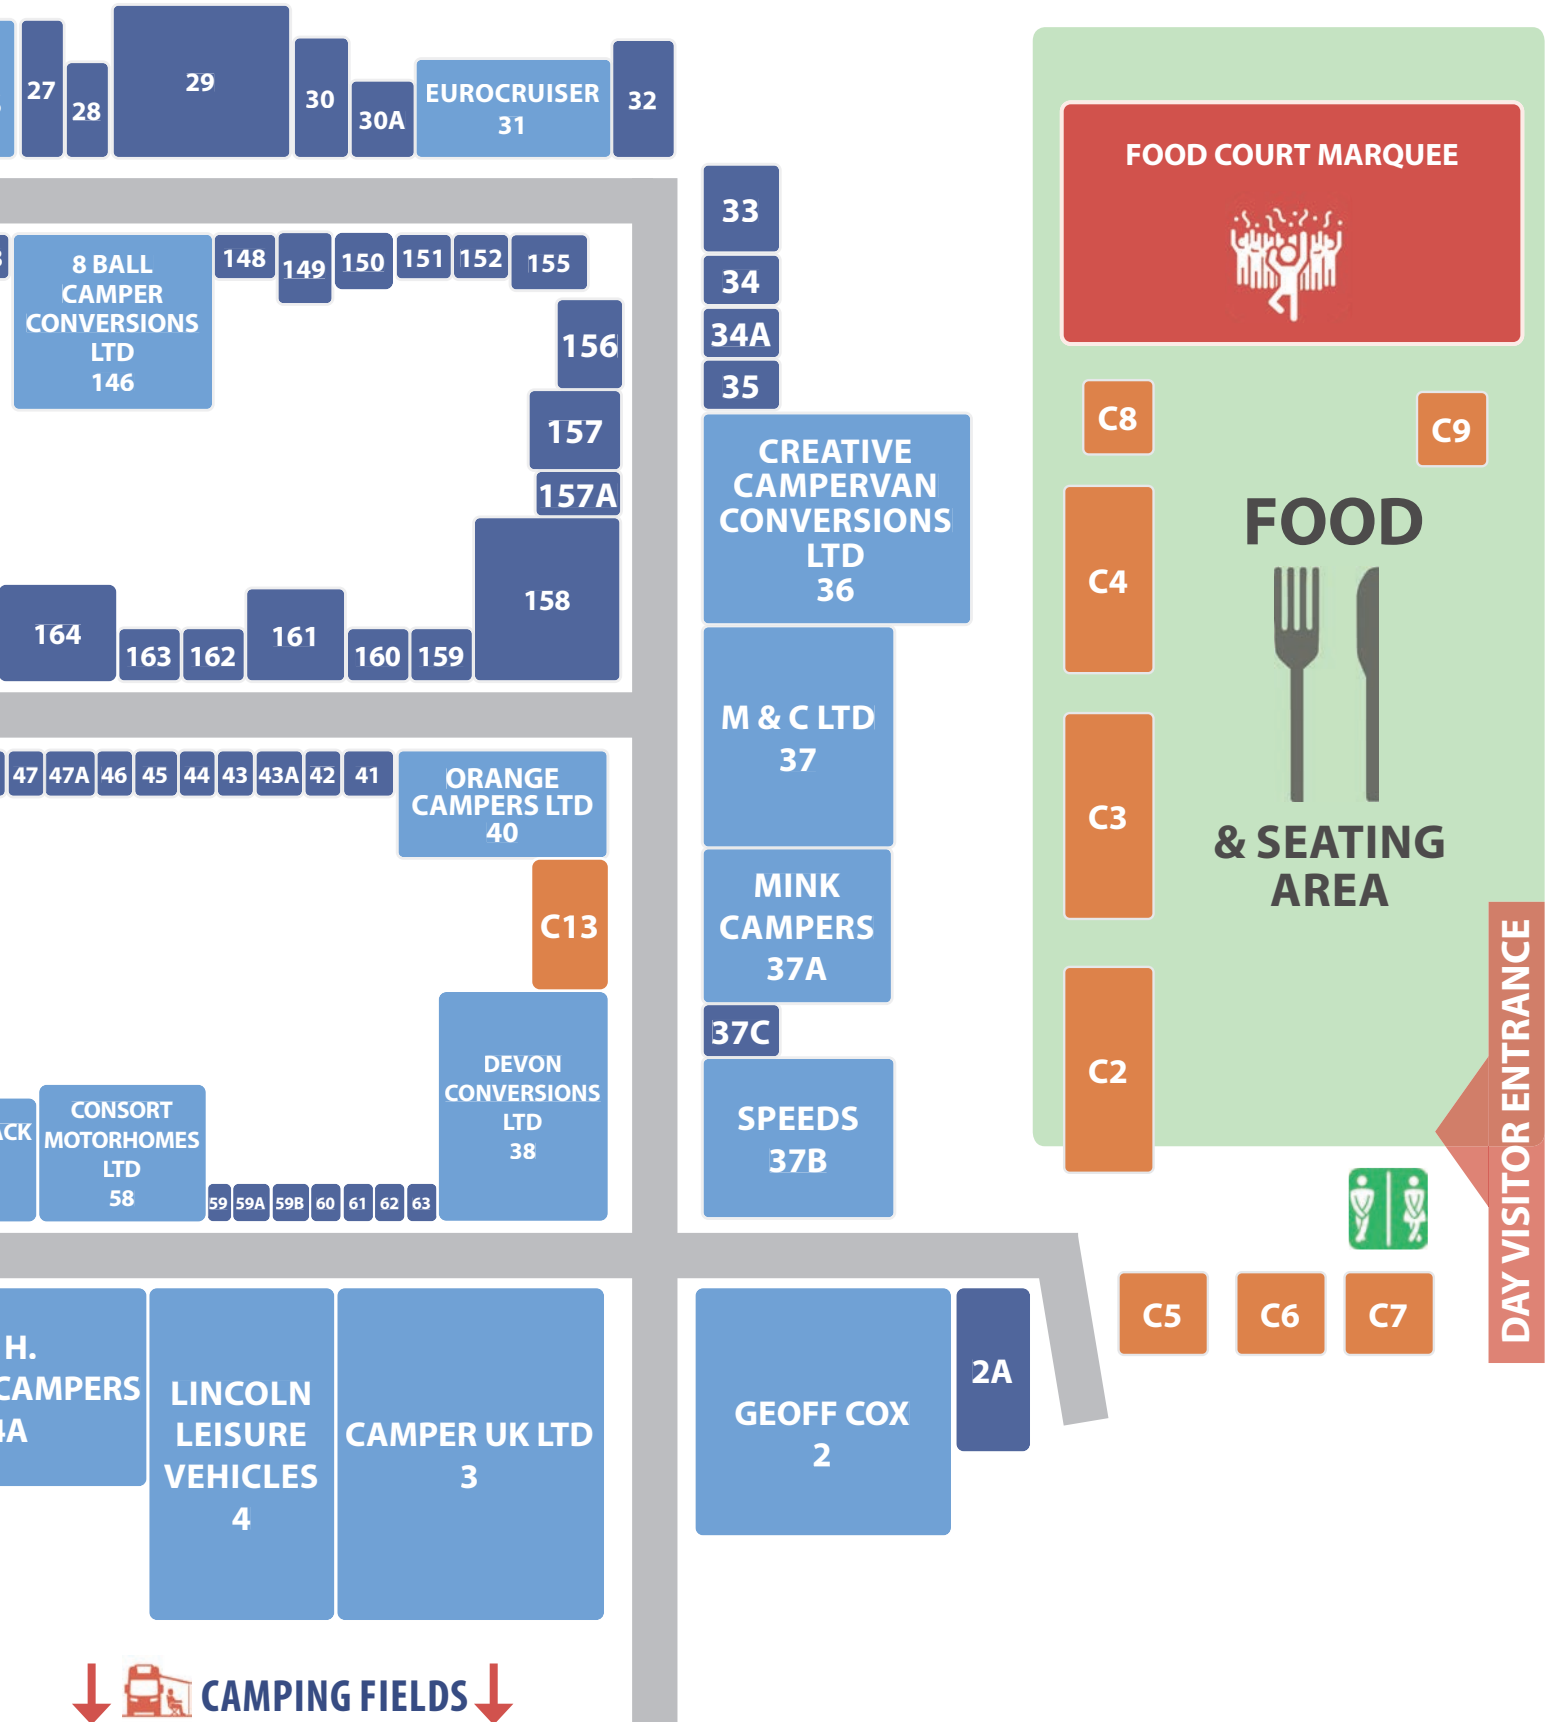 27
28
29
30
30A
EUROCRUISER
31
32
FOOD COURT MARQUEE
33
34
34A
35
8 BALL
CAMPER
CONVERSIONS
LTD
146
148
149
150
151
152
155
156
157
157A
158
164
163
162
161
160
159
CREATIVE
CAMPERVAN
CONVERSIONS
LTD
36
C8
C9
FOOD
C4
M & C LTD
37
C3
& SEATING
AREA
47
47A
46
45
44
43
43A
42
41
ORANGE
CAMPERS LTD
40
C13
MINK
CAMPERS
37A
37C
SPEEDS
37B
C2
DAY VISITOR ENTRANCE
CONSORT
MOTORHOMES
LTD
58
59
59A
59B
60
61
62
63
DEVON
CONVERSIONS
LTD
38
C5
C6
C7
H.
CAMPERS
LINCOLN
LEISURE
VEHICLES
4
CAMPER UK LTD
3
GEOFF COX
2
2A
CAMPING FIELDS